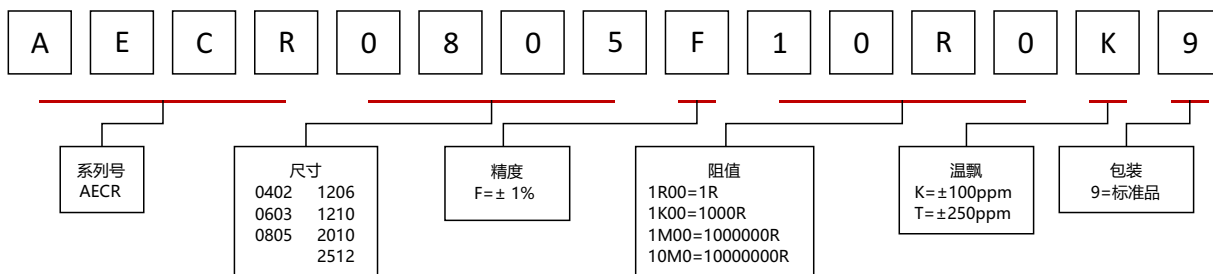 A E C R 0 8 0 5 F 1 0 R 0 K 9
系列号
AECR
尺寸
0402 1206
0603 1210
0805 2010
2512
精度
F=± 1%
阻值
1R00=1R
1K00=1000R
1M00=1000000R
10M0=10000000R
温飘
K=±100ppm
T=±250ppm
包装
9=标准品